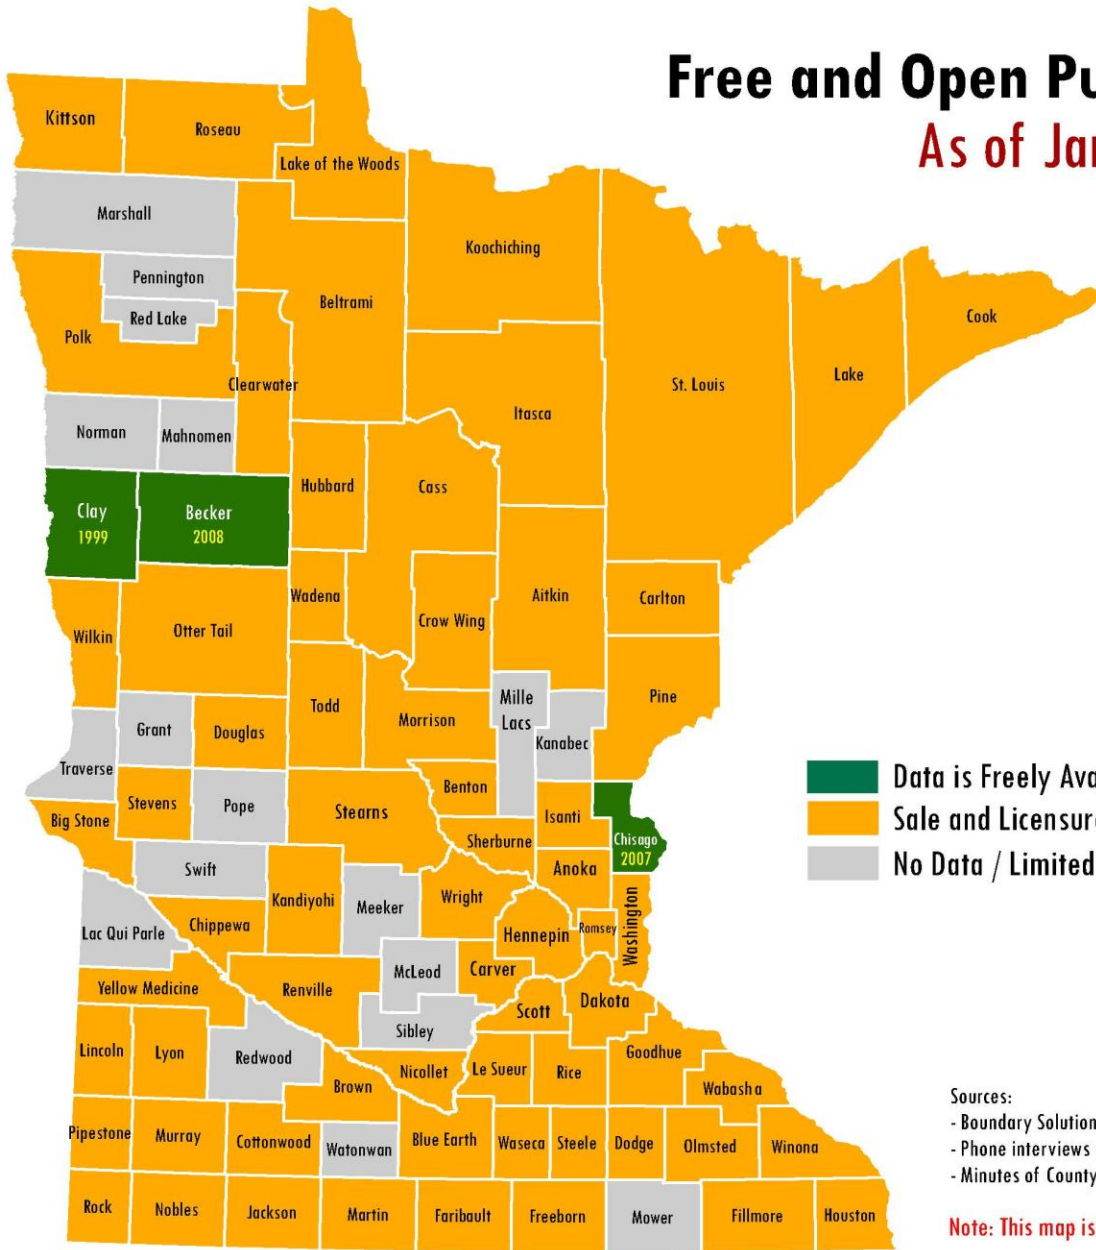 Free and Open Pu
As of Jar
Kittson
Roseau
Lake of the Woods
Marshall
Koochiching
Pennington
Beltrami
Red Lake
Polk
Cook
Clearwater
St. Louis
Lake
Itasca
Norman
Mahnomen
Hubbard
Cass
Clay
1999
Becker
2008
Wadena
Aitkin
Carlton
Crow Wing
Wilkin
Otter Tail
Pine
Mille
Lacs
Todd
Morrison
Grant
Douglas
Kanabec
Traverse
Benton
Stevens
Pope
Stearns
Isanti
Big Stone
Sherburne
Chisago
2007
Anoka
Swift
Kandiyohi
Meeker
Wright
Washington
Ramsey
Hennepin
Lac Qui Parle
Chippewa
McLeod
Carver
Yellow Medicine
Renville
Scott
Dakota
Sibley
Lincoln
Lyon
Redwood
Nicollet
Le Sueur
Rice
Goodhue
Brown
Wabasha
Pipestone
Murray
Cottonwood
Watonwan
Blue Earth
Waseca
Steele
Dodge
Olmsted
Winona
Rock
Nobles
Jackson
Martin
Faribault
Freeborn
Mower
Fillmore
Houston
Data is Freely Ava
Sale and Licensure
No Data / Limited
Sources:
- Boundary Solution
- Phone interviews
- Minutes of County
Note: This map is